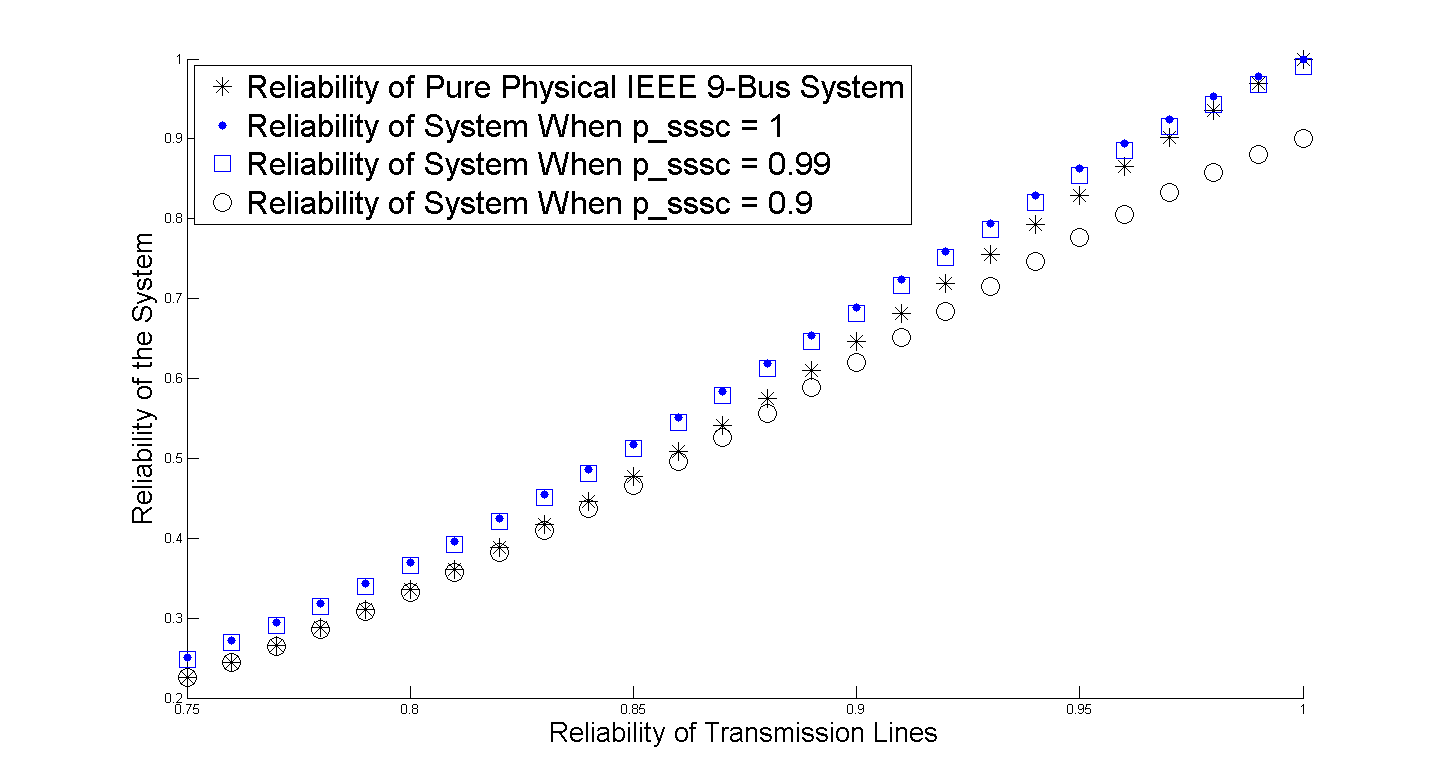 1
0.9
0.8
0.7
0.6
0.5
0.4
0.3
0.2
Reliability of the System
Reliability of Pure Physical IEEE 9-Bus System
Reliability of System When p_sssc = 1
Reliability of System When p_sssc = 0.99
Reliability of System When p_sssc = 0.9
0.75
0.8
0.85
0.9
0.95
1
Reliability of Transmission Lines